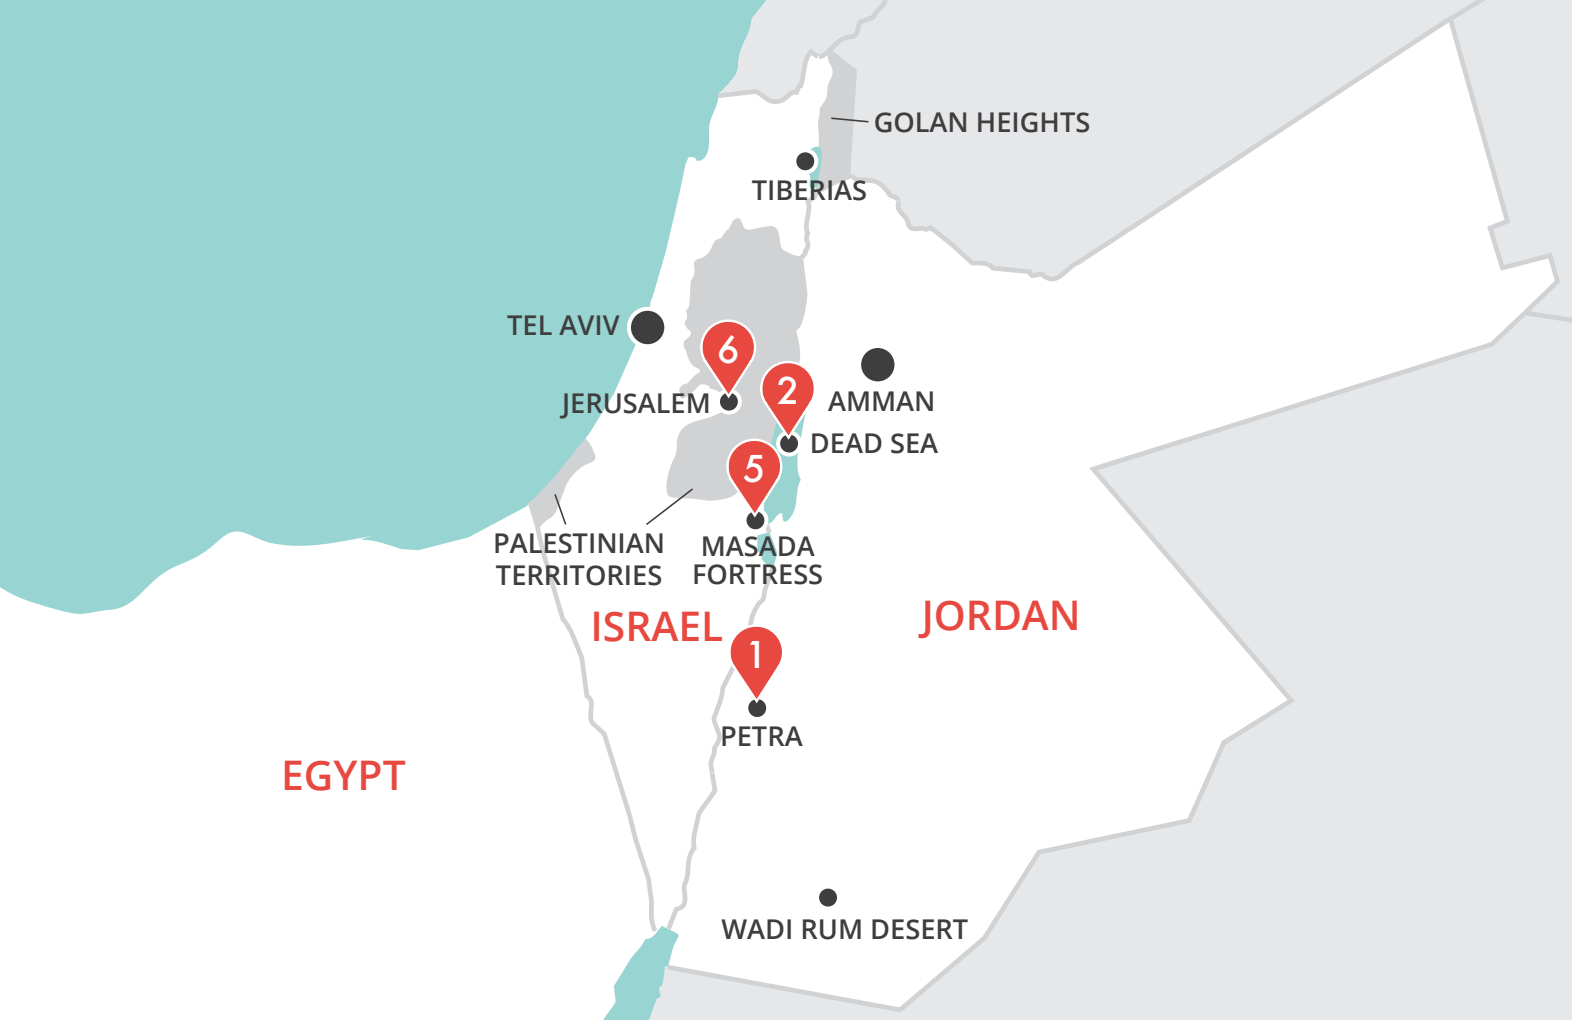 GOLAN HEIGHTS
TIBERIAS
TEL AVIV
6
2
JERUSALEM
AMMAN
DEAD SEA
5
PALESTINIAN
TERRITORIES
MASADA
FORTRESS
ISRAEL
JORDAN
1
PETRA
EGYPT
WADI RUM DESERT